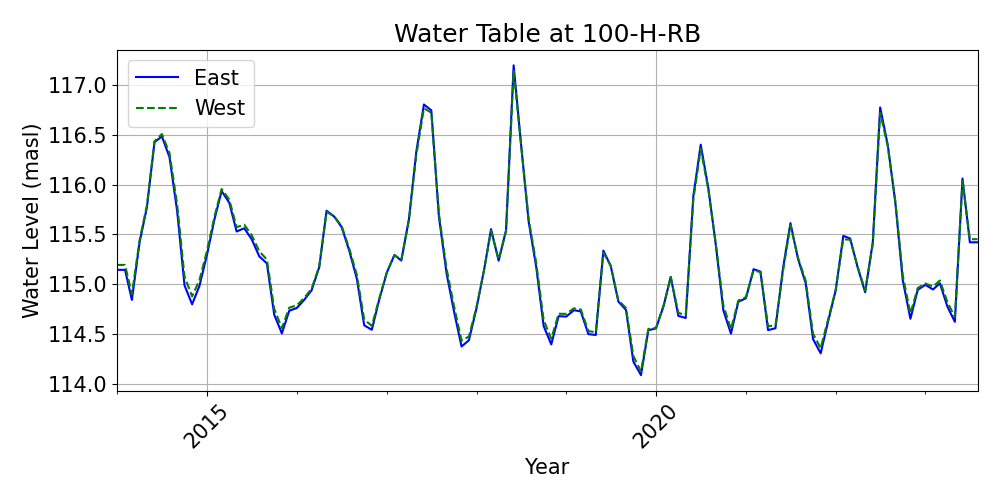 Water Table at 100-H-RB
East
West
117.0
116.5
116.0
115.5
115.0
114.5
114.0
Water Level (masl)
2015
2020
Year